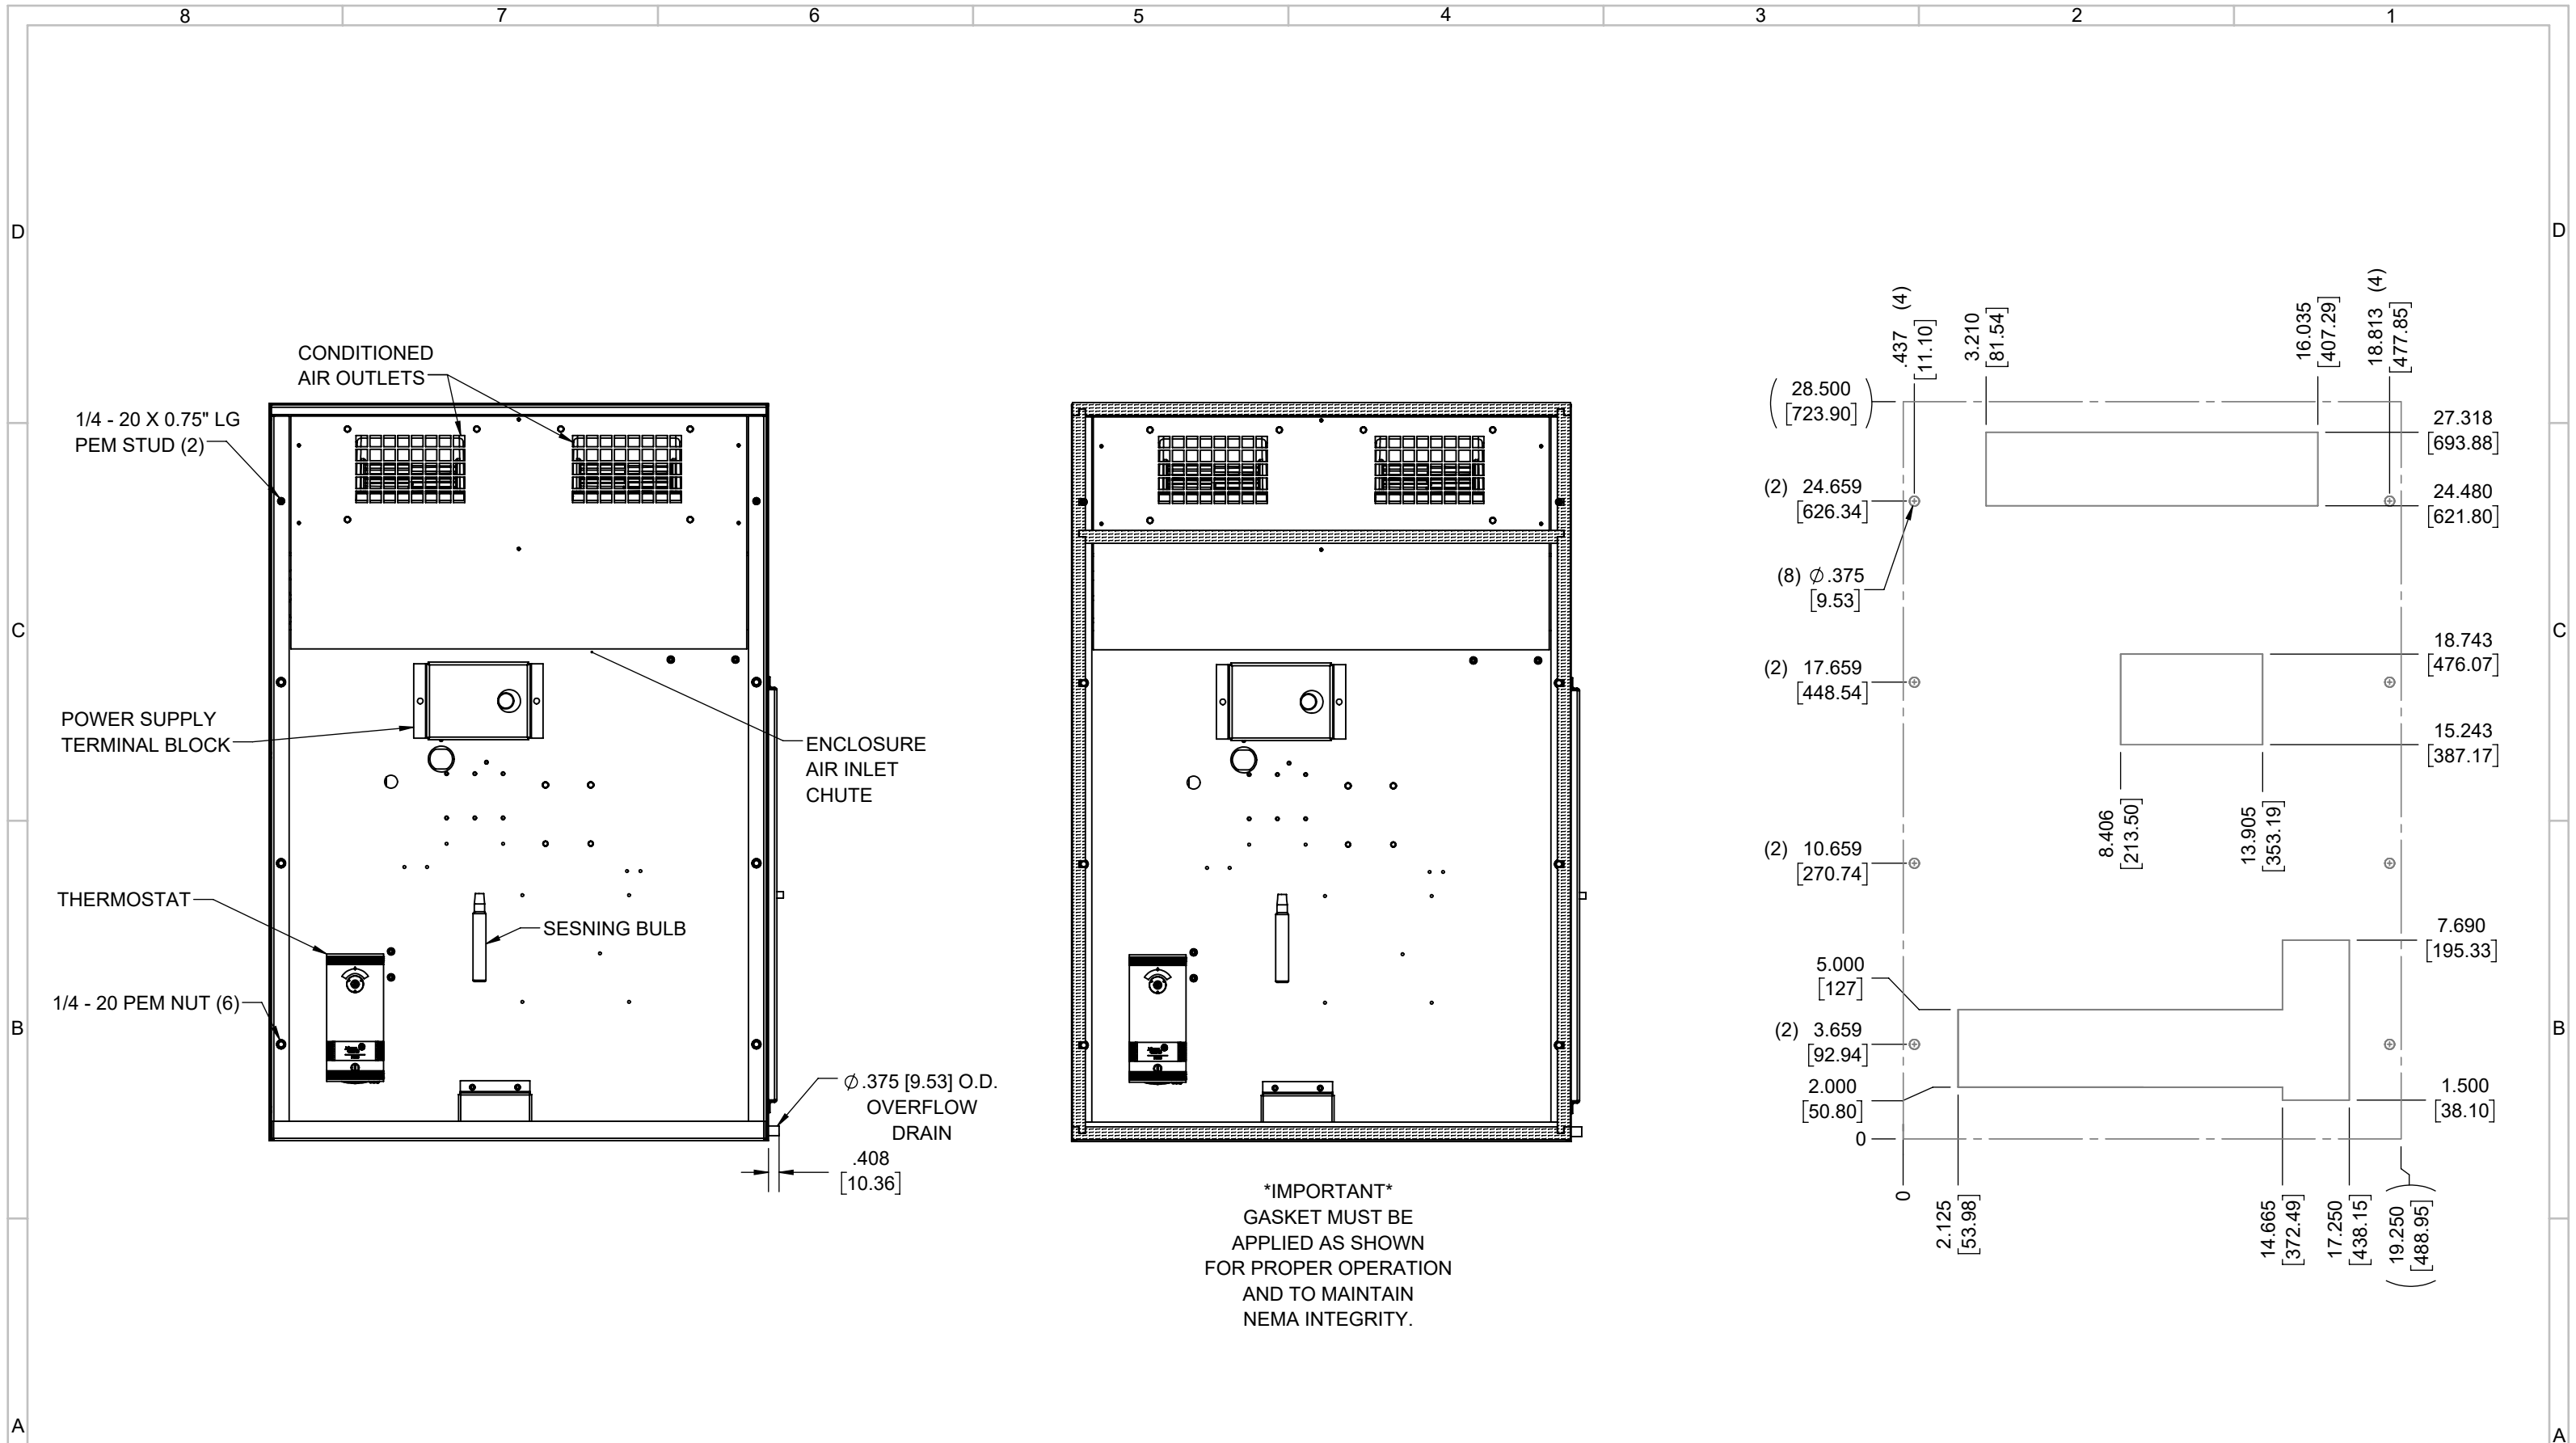 8 7 6 5 4 3 2 1
D
D
C
C
B
B
A
A
CONDITIONED
AIR OUTLETS
1/4 - 20 X 0.75" LG
PEM STUD (2)
POWER SUPPLY
TERMINAL BLOCK
ENCLOSURE
AIR INLET
CHUTE
THERMOSTAT
SESNING BULB
1/4 - 20 PEM NUT (6)
Ø.375 [9.53] O.D.
OVERFLOW
DRAIN
.408
[10.36]
*IMPORTANT*
GASKET MUST BE
APPLIED AS SHOWN
FOR PROPER OPERATION
AND TO MAINTAIN
NEMA INTEGRITY.
.437 (4)
[11.10]
3.210
[81.54]
16.035
[407.29]
18.813 (4)
[477.85]
(28.500
[723.90])
27.318
[693.88]
(2) 24.659
[626.34]
24.480
[621.80]
(8) Ø.375
[9.53]
(2) 17.659
[448.54]
18.743
[476.07]
15.243
[387.17]
8.406
[213.50]
13.905
[353.19]
(2) 10.659
[270.74]
7.690
[195.33]
5.000
[127]
(2) 3.659
[92.94]
2.000
[50.80]
1.500
[38.10]
0
0
2.125
[53.98]
14.665
[372.49]
17.250
[438.15]
(19.250
[488.95])